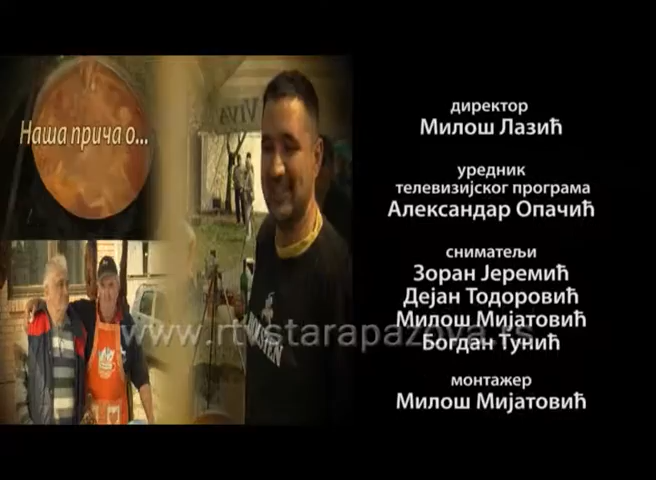 Наша прича о...
VIVA
директор
Милош Лазић
уредник
телевизијског програма
Александар Опачић
сниматељи
Зоран Јеремић
Дејан Тодоровић
Милош Мијатовић
Богдан Тунић
монтажер
Милош Мијатовић
www.rtvstarapazova.rs